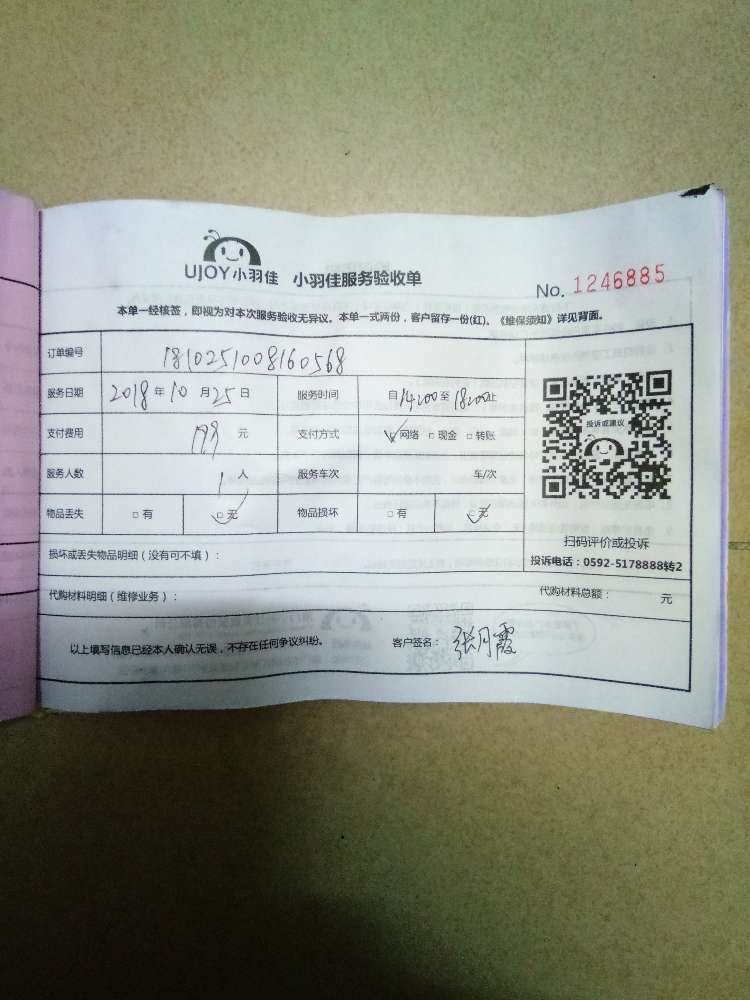 UJOY小羽佳 小羽佳服务验收单 No. 1246885
本单一经核签，即视为对本次服务验收无异议。本单一式两份，客户留存一份(红)。《维保须知》详见背面。
订单编号 181025100816 0568
服务日期 2018年10月25日 服务时间 自14:00至18:00止
支付费用 元 支付方式 ☑网络 □现金 □转账
服务人数 1人 服务车次 车/次
物品丢失 □有 ☑无 物品损坏 □有 ☑无
损坏或丢失物品明细（没有可不填）：
代购材料明细（维修业务）： 代购材料总额： 元
以上填写信息已经本人确认无误，不存在任何争议纠纷。 客户签名：张月霞
投诉或建议
扫码评价或投诉
投诉电话：0592-5178888转2